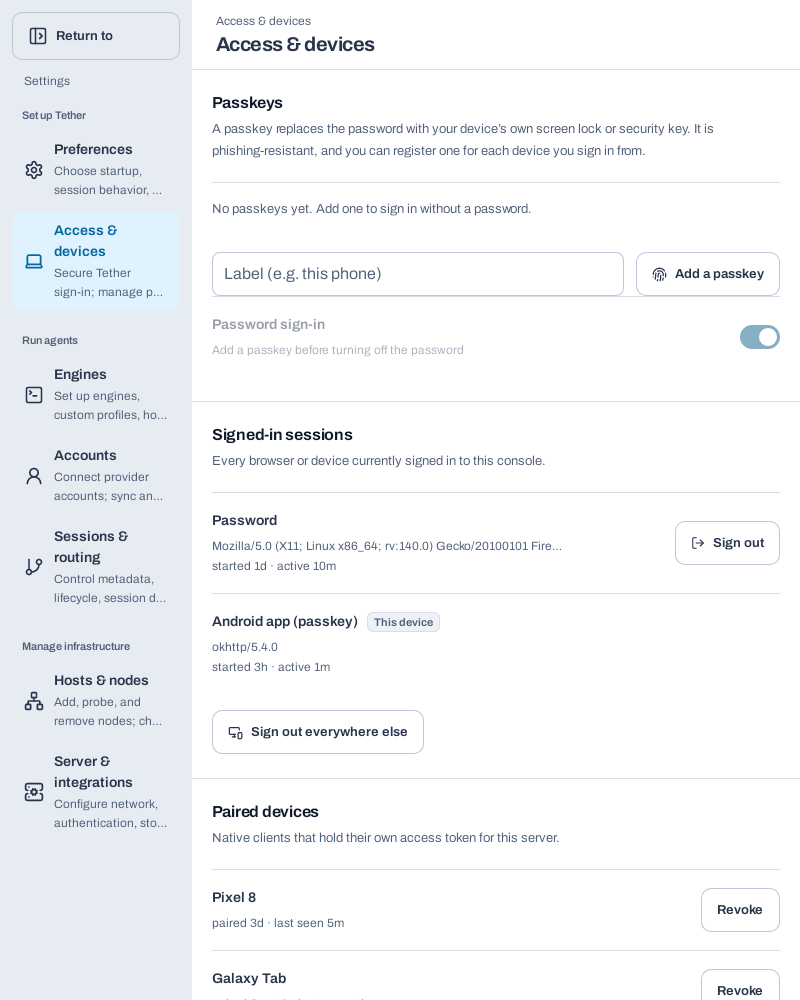 Return to
Settings
Set up Tether
Preferences
Choose startup,
session behavior, ...
Access &
devices
Secure Tether
sign-in; manage p...
Run agents
Engines
Set up engines,
custom profiles, ho...
Accounts
Connect provider
accounts; sync an...
Sessions &
routing
Control metadata,
lifecycle, session d...
Manage infrastructure
Hosts & nodes
Add, probe, and
remove nodes; ch...
Server &
integrations
Configure network,
authentication, sto...
Access & devices
Access & devices
Passkeys
A passkey replaces the password with your device's own screen lock or security key. It is
phishing-resistant, and you can register one for each device you sign in from.
No passkeys yet. Add one to sign in without a password.
Label (e.g. this phone)
Add a passkey
Password sign-in
Add a passkey before turning off the password
Signed-in sessions
Every browser or device currently signed in to this console.
Password
Mozilla/5.0 (X11; Linux x86_64; rv:140.0) Gecko/20100101 Fire...
started 1d · active 10m
Sign out
Android app (passkey) This device
okhttp/5.4.0
started 3h · active 1m
Sign out everywhere else
Paired devices
Native clients that hold their own access token for this server.
Pixel 8
paired 3d · last seen 5m
Revoke
Galaxy Tab
Revoke